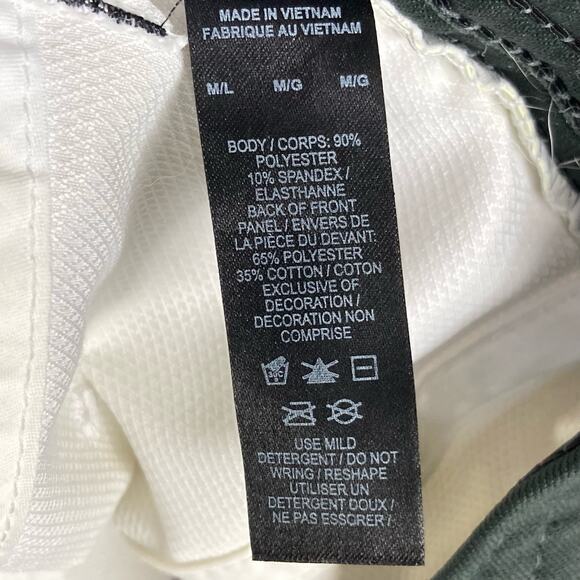 MADE IN VIETNAM
FABRIQUE AU VIETNAM
M/L M/G M/G
BODY / CORPS: 90%
POLYESTER
10% SPANDEX /
ELASTHANNE
BACK OF FRONT
PANEL / ENVERS DE
LA PIÈCE DU DEVANT:
65% POLYESTER
35% COTTON / COTON
EXCLUSIVE OF
DECORATION /
DECORATION NON
COMPRISE
30C
USE MILD
DETERGENT / DO NOT
WRING / RESHAPE
UTILISER UN
DETERGENT DOUX /
NE PAS ESSORER /